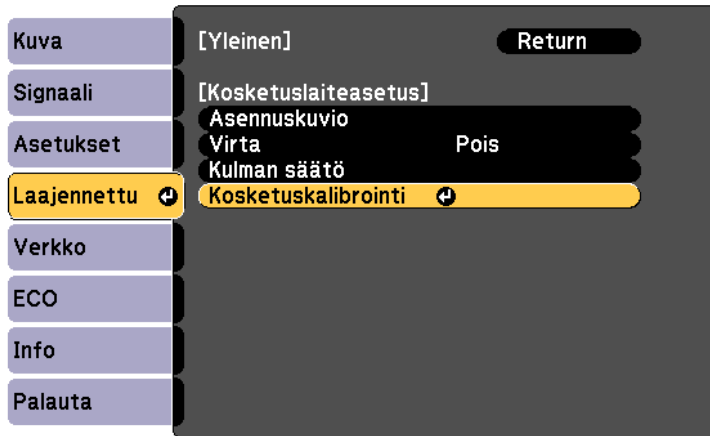 Kuva
Signaali
Asetukset
Laajennettu
Verkko
ECO
Info
Palauta
[Yleinen] Return
[Kosketuslaiteasetus]
Asennuskuvio
Virta Pois
Kulman säätö
Kosketuskalibrointi